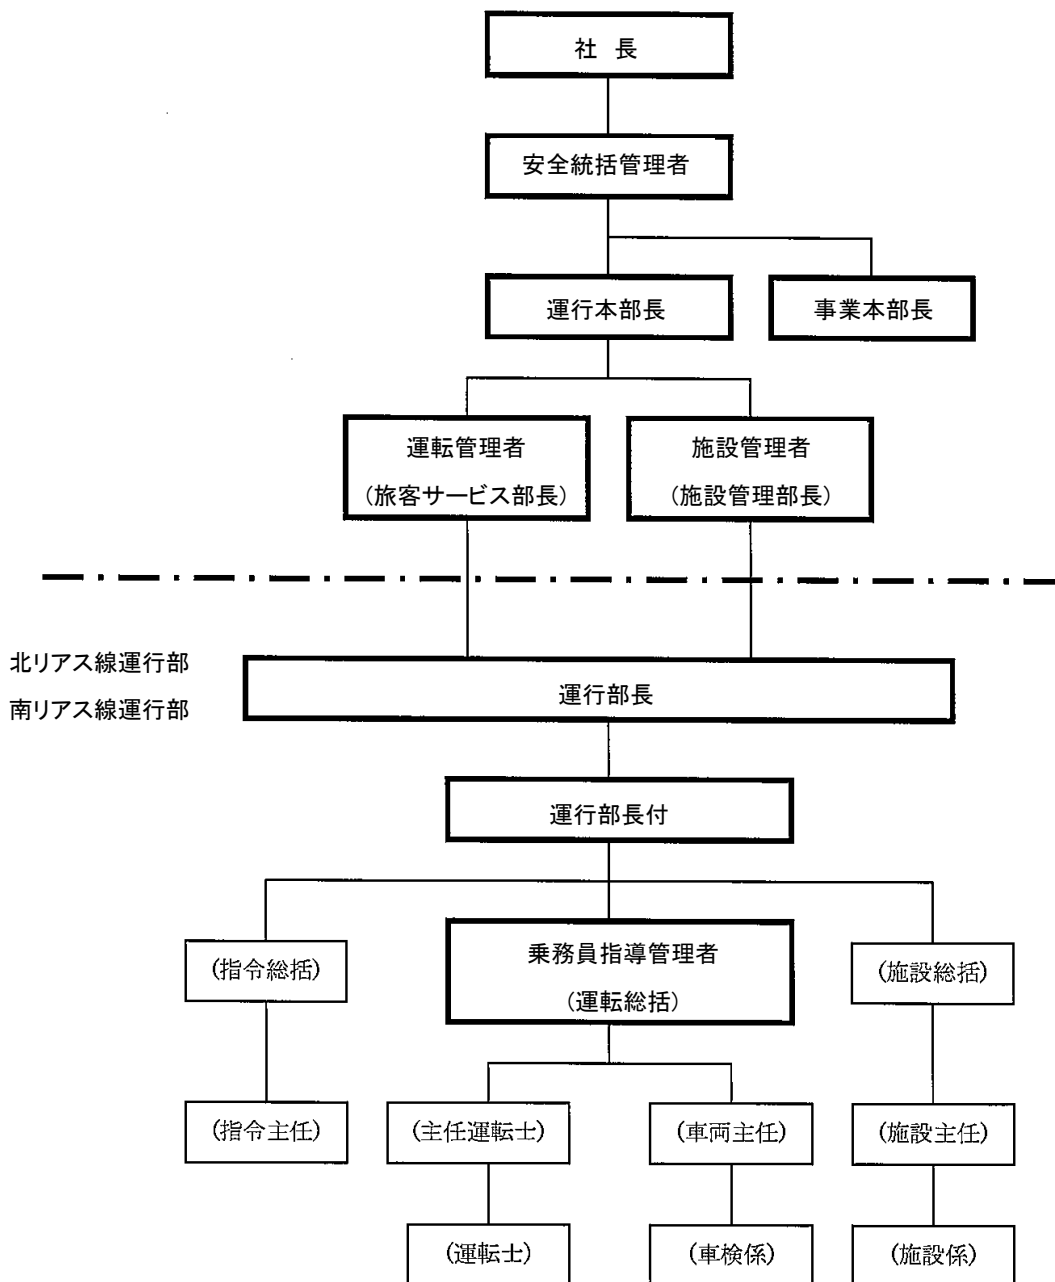 社 長
安全統括管理者
運行本部長
事業本部長
運転管理者
(旅客サービス部長)
施設管理者
(施設管理部長)
北リアス線運行部
南リアス線運行部
運行部長
運行部長付
(指令総括)
乗務員指導管理者
(運転総括)
(施設総括)
(指令主任)
(主任運転士)
(車両主任)
(施設主任)
(運転士)
(車検係)
(施設係)